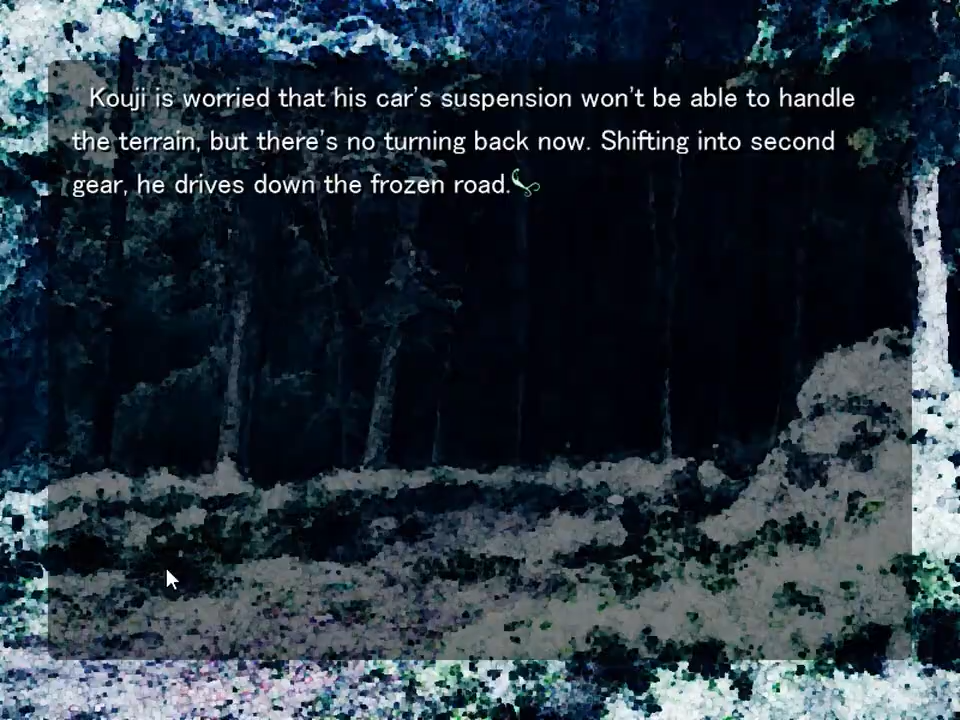 Kouji is worried that his car's suspension won't be able to handle
the terrain, but there's no turning back now. Shifting into second
gear, he drives down the frozen road.